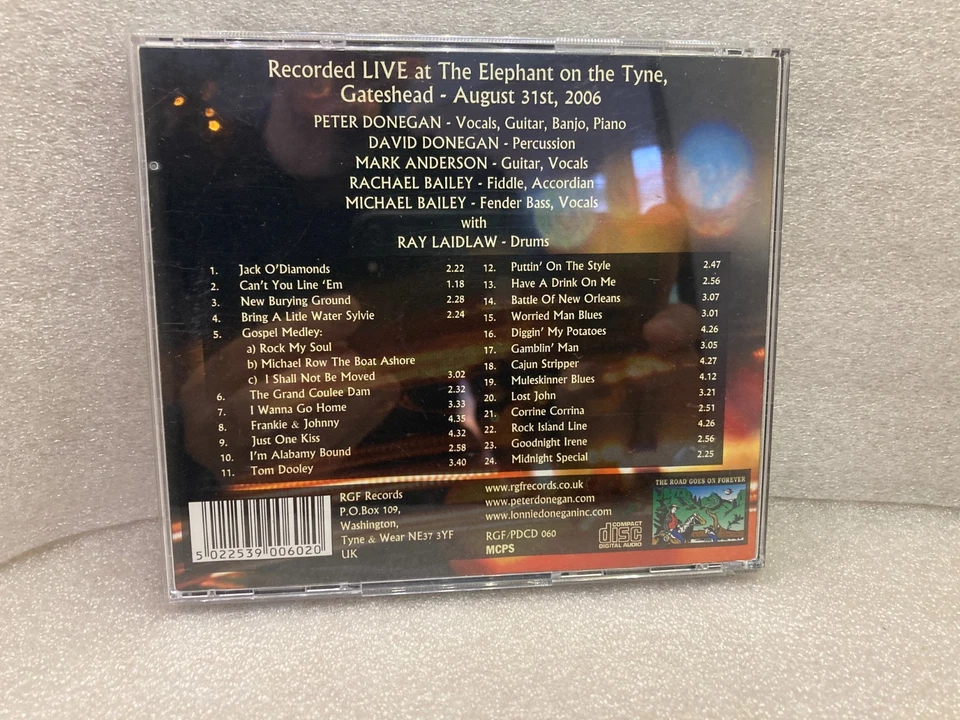 Recorded LIVE at The Elephant on the Tyne,
Gateshead - August 31st, 2006
PETER DONEGAN - Vocals, Guitar, Banjo, Piano
DAVID DONEGAN - Percussion
MARK ANDERSON - Guitar, Vocals
RACHAEL BAILEY - Fiddle, Accordian
MICHAEL BAILEY - Fender Bass, Vocals
with
RAY LAIDLAW - Drums
1. Jack O'Diamonds 2.22
2. Can't You Line 'Em 1.18
3. New Burying Ground 2.28
4. Bring A Litle Water Sylvie 2.24
5. Gospel Medley:
a) Rock My Soul
b) Michael Row The Boat Ashore
c) I Shall Not Be Moved 3.02
6. The Grand Coulee Dam 2.32
7. I Wanna Go Home 3.33
8. Frankie & Johnny 4.35
9. Just One Kiss 4.32
10. I'm Alabamy Bound 2.58
11. Tom Dooley 3.40
12. Puttin' On The Style 2.47
13. Have A Drink On Me 2.56
14. Battle Of New Orleans 3.07
15. Worried Man Blues 3.01
16. Diggin' My Potatoes 4.26
17. Gamblin' Man 3.05
18. Cajun Stripper 4.27
19. Muleskinner Blues 4.12
20. Lost John 3.21
21. Corrine Corrina 2.51
22. Rock Island Line 4.26
23. Goodnight Irene 2.56
24. Midnight Special 2.25
5 022539 006020
RGF Records
P.O.Box 109,
Washington,
Tyne & Wear NE37 3YF
UK
www.rgfrecords.co.uk
www.peterdonegan.com
www.lonniedoneganinc.com
RGF/PDCD 060
MCPS
COMPACT
disc
DIGITAL AUDIO
THE ROAD GOES ON FOREVER